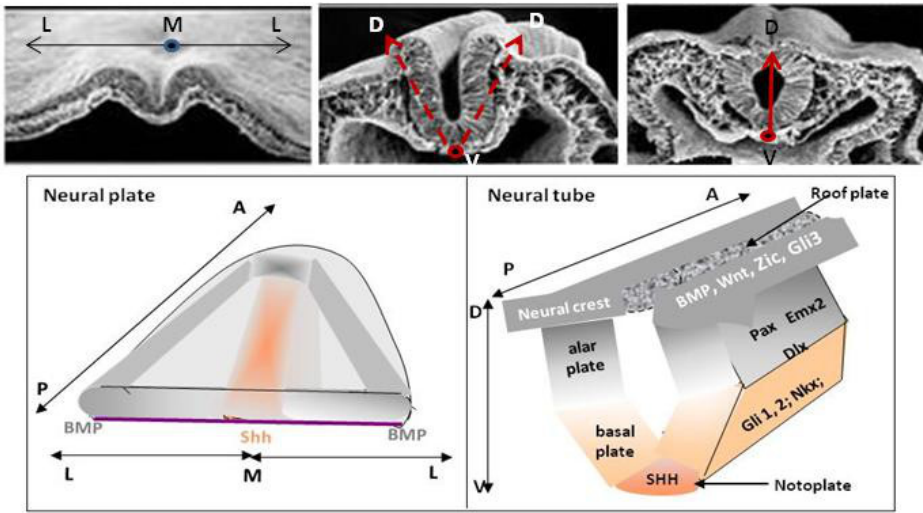 L M L
D D
V
D
V
Neural plate
A
P
BMP
Shh
BMP
L
M
L
Neural tube
A
Roof plate
P
D
Neural crest
BMP, Wnt, Zic, Gli3
alar
plate
Pax Emx2
Dlx
Gli 1, 2; Nkx;
basal
plate
SHH
Notoplate
V